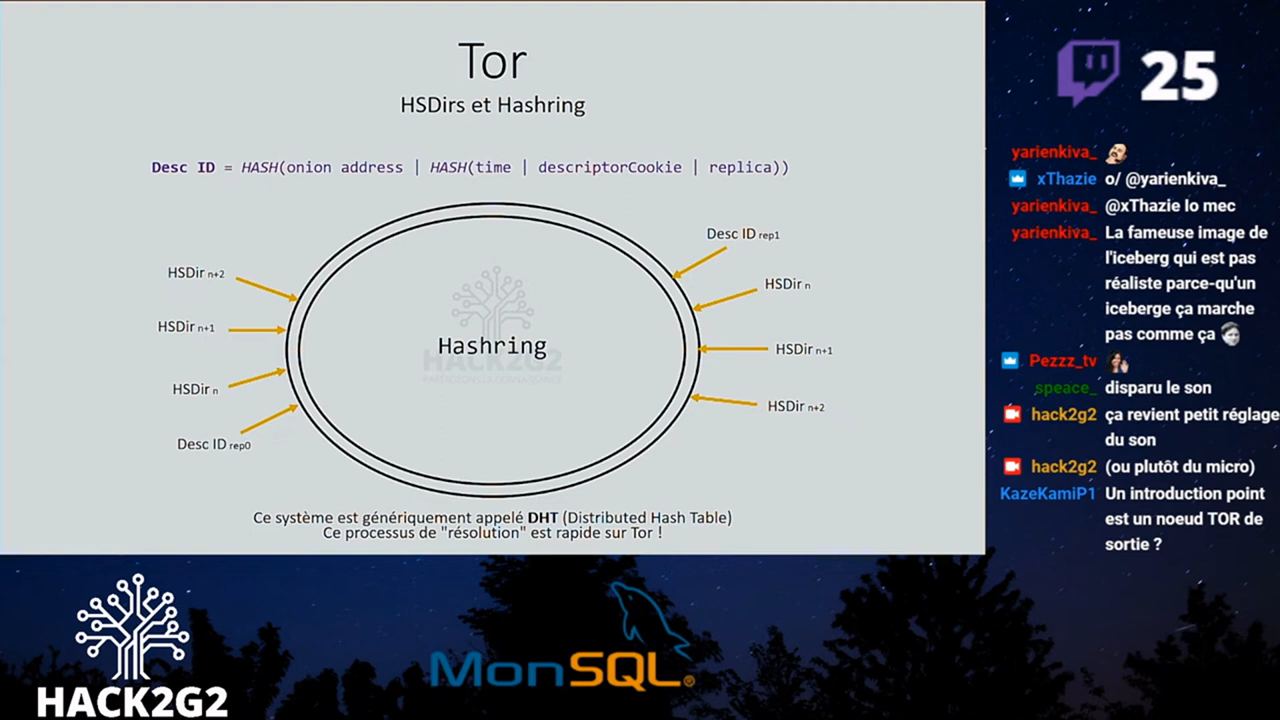 Tor
HSDirs et Hashring
Desc ID = HASH(onion address | HASH(time | descriptorCookie | replica))
Desc ID rep1
HSDir n+2
HSDir n
HSDir n+1
HSDir n+1
HSDir n
HSDir n+2
Desc ID rep0
Hashring
HACK2G2
Ce système est génériquement appelé DHT (Distributed Hash Table)
Ce processus de "résolution" est rapide sur Tor !
25
yarienkiva_
xThazie o/ @yarienkiva_
yarienkiva_ @xThazie lo mec
yarienkiva_ La fameuse image de
l'iceberg qui est pas
réaliste parce-qu'un
iceberge ça marche
pas comme ça
Pezzz_tv
speace_ disparu le son
hack2g2 ça revient petit réglage
du son
hack2g2 (ou plutôt du micro)
KazeKamiP1 Un introduction point
est un noeud TOR de
sortie ?
HACK2G2
MonSQL